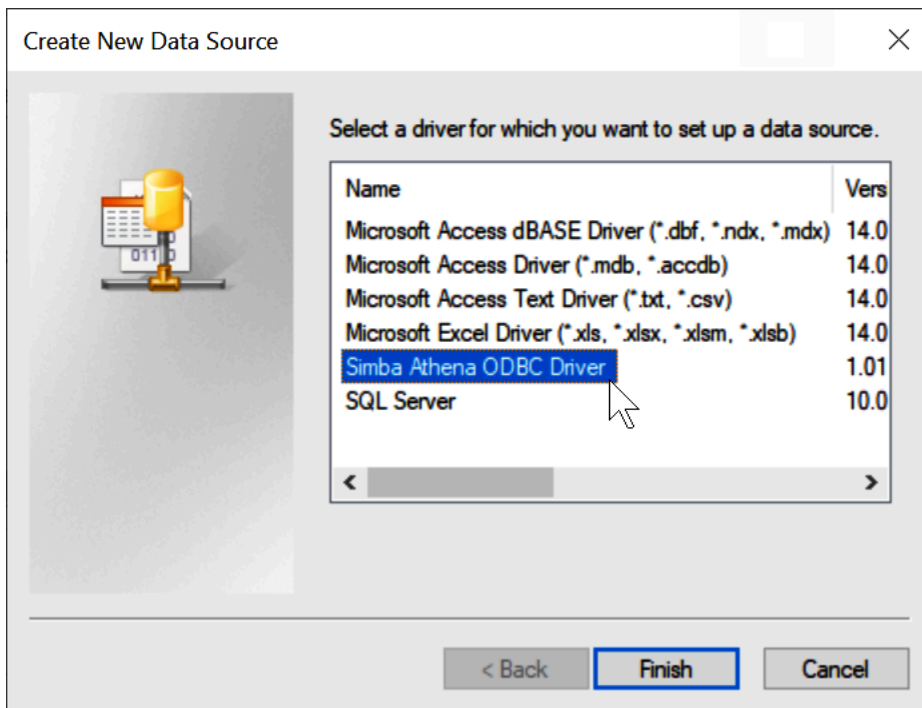 Create New Data Source
Select a driver for which you want to set up a data source.
Name Vers
Microsoft Access dBASE Driver (*.dbf, *.ndx, *.mdx) 14.0
Microsoft Access Driver (*.mdb, *.accdb) 14.0
Microsoft Access Text Driver (*.txt, *.csv) 14.0
Microsoft Excel Driver (*.xls, *.xlsx, *.xlsm, *.xlsb) 14.0
Simba Athena ODBC Driver 1.01
SQL Server 10.0
< Back Finish Cancel